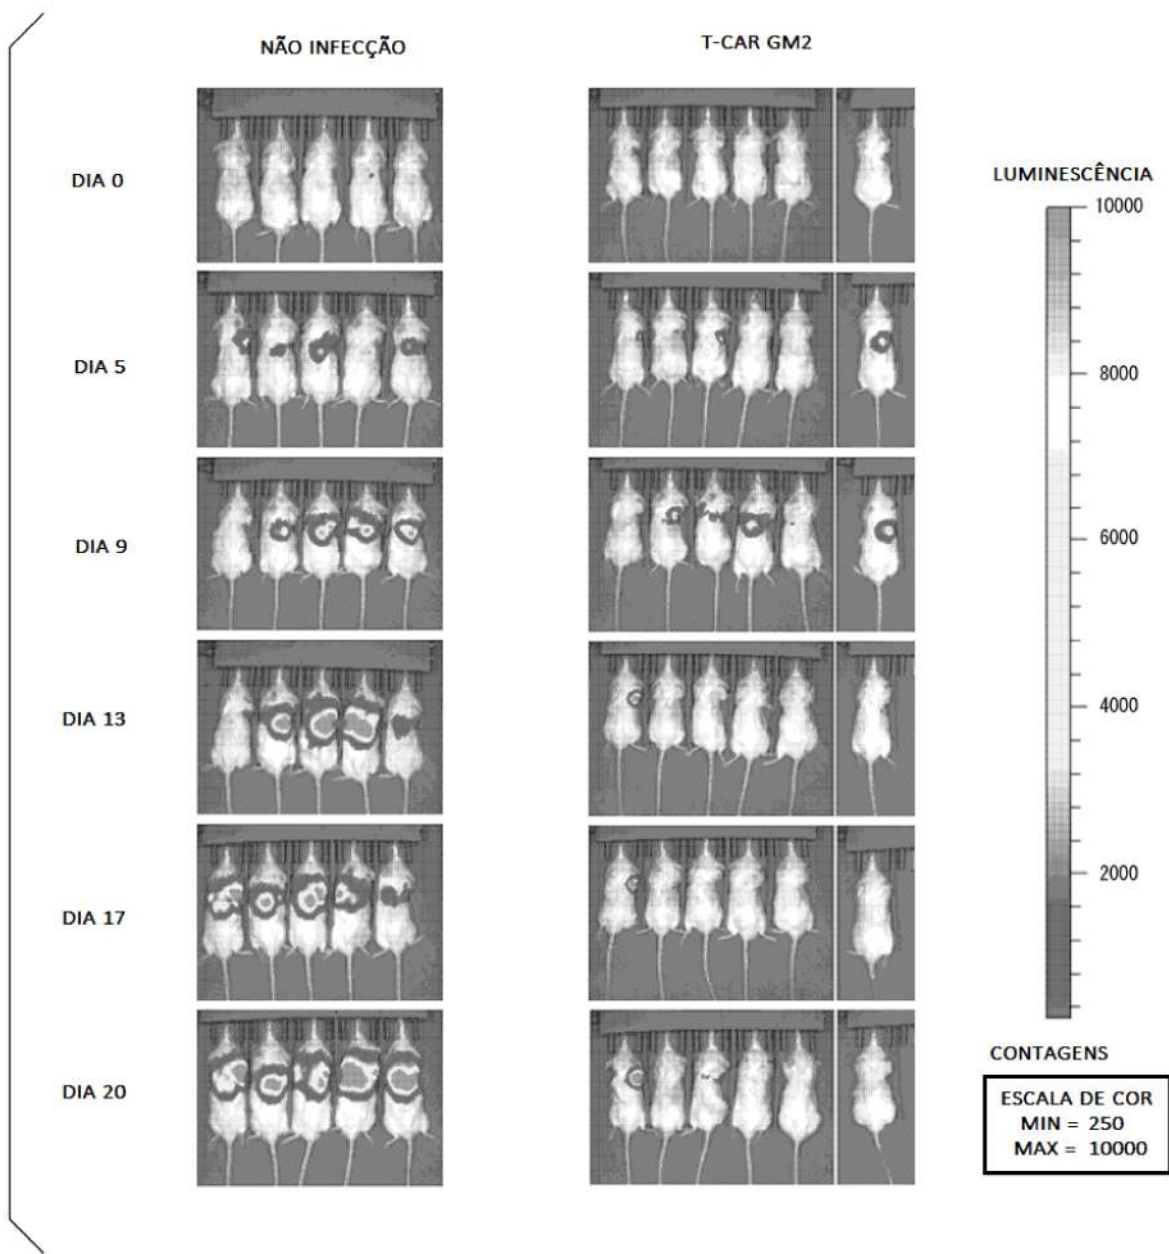 NÃO INFECÇÃO
T-CAR GM2
DIA 0
DIA 5
DIA 9
DIA 13
DIA 17
DIA 20
LUMINESCÊNCIA
10000
8000
6000
4000
2000
CONTAGENS
ESCALA DE COR
MIN = 250
MAX = 10000